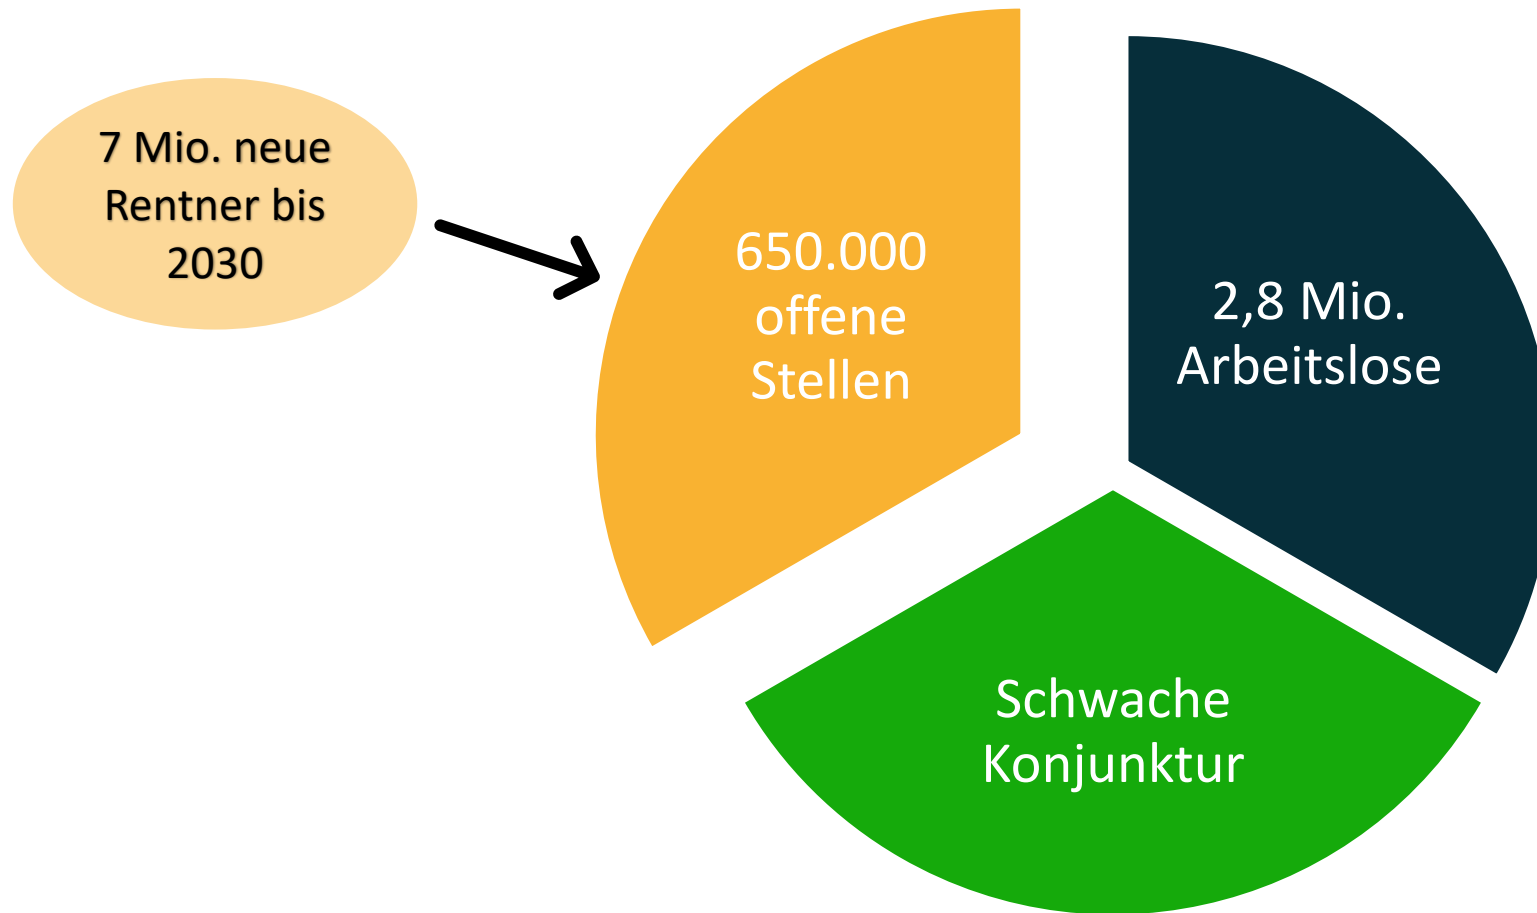 7 Mio. neue
Rentner bis
2030
650.000
offene
Stellen
2,8 Mio.
Arbeitslose
Schwache
Konjunktur